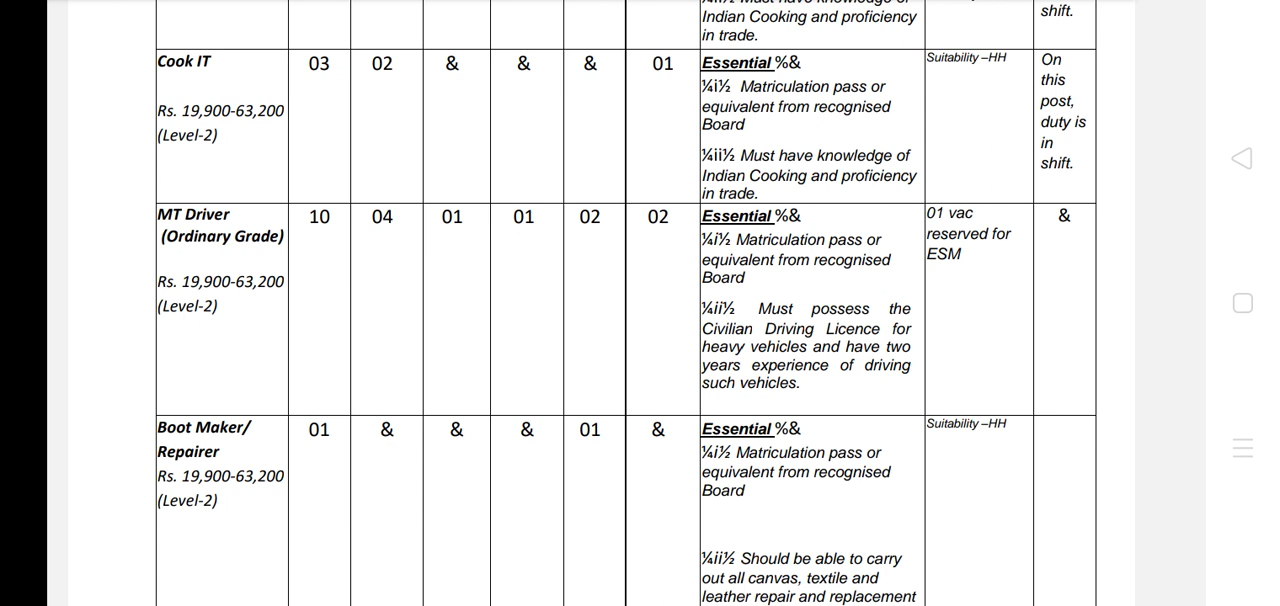 Indian Cooking and proficiency
in trade.
shift.
Cook IT
Rs. 19,900-63,200
(Level-2)
03 02 & & & 01
Essential %&
¼i½ Matriculation pass or
equivalent from recognised
Board
¼ii½ Must have knowledge of
Indian Cooking and proficiency
in trade.
Suitability –HH
On
this
post,
duty is
in
shift.
MT Driver
(Ordinary Grade)
Rs. 19,900-63,200
(Level-2)
10 04 01 01 02 02
Essential %&
¼i½ Matriculation pass or
equivalent from recognised
Board
¼ii½ Must possess the
Civilian Driving Licence for
heavy vehicles and have two
years experience of driving
such vehicles.
01 vac
reserved for
ESM
&
Boot Maker/
Repairer
Rs. 19,900-63,200
(Level-2)
01 & & & 01 &
Essential %&
¼i½ Matriculation pass or
equivalent from recognised
Board
¼ii½ Should be able to carry
out all canvas, textile and
leather repair and replacement
Suitability –HH